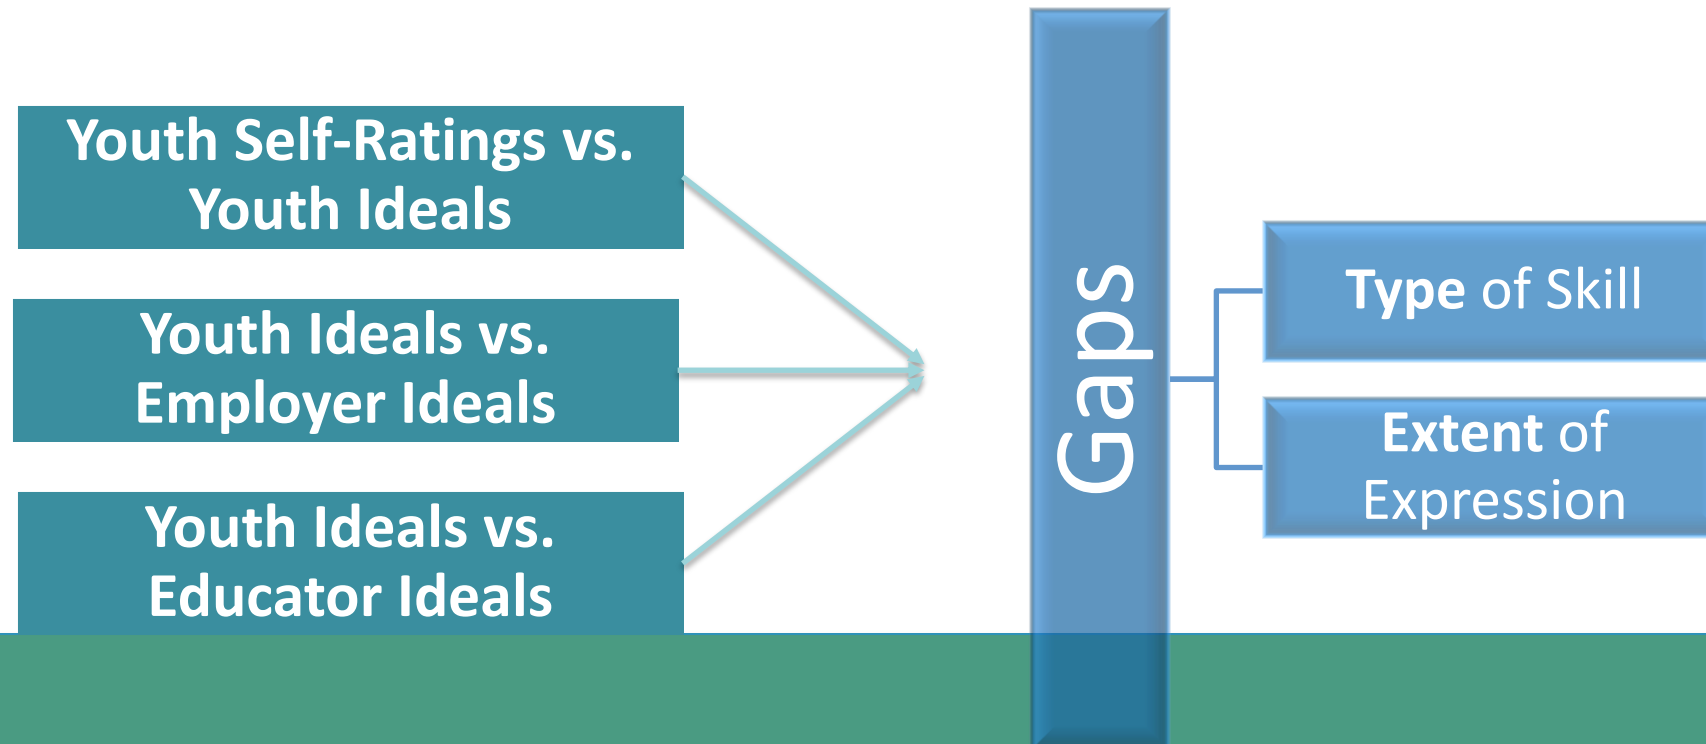 Youth Self-Ratings vs.
Youth Ideals
Youth Ideals vs.
Employer Ideals
Youth Ideals vs.
Educator Ideals
Gaps
Type of Skill
Extent of
Expression